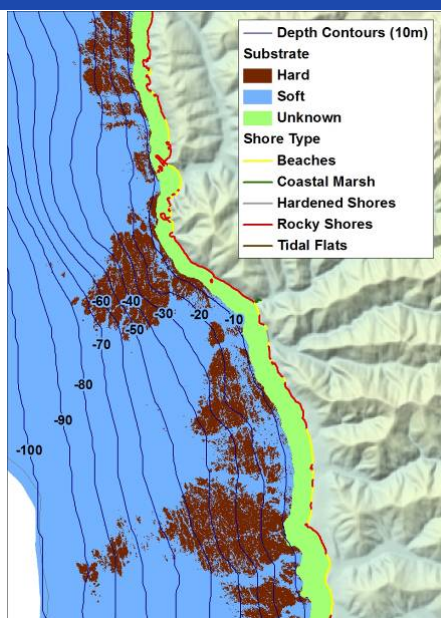 Depth Contours (10m)
Substrate
Hard
Soft
Unknown
Shore Type
Beaches
Coastal Marsh
Hardened Shores
Rocky Shores
Tidal Flats
-60
-40
-50
-30
-20
-10
-70
-80
-90
-100